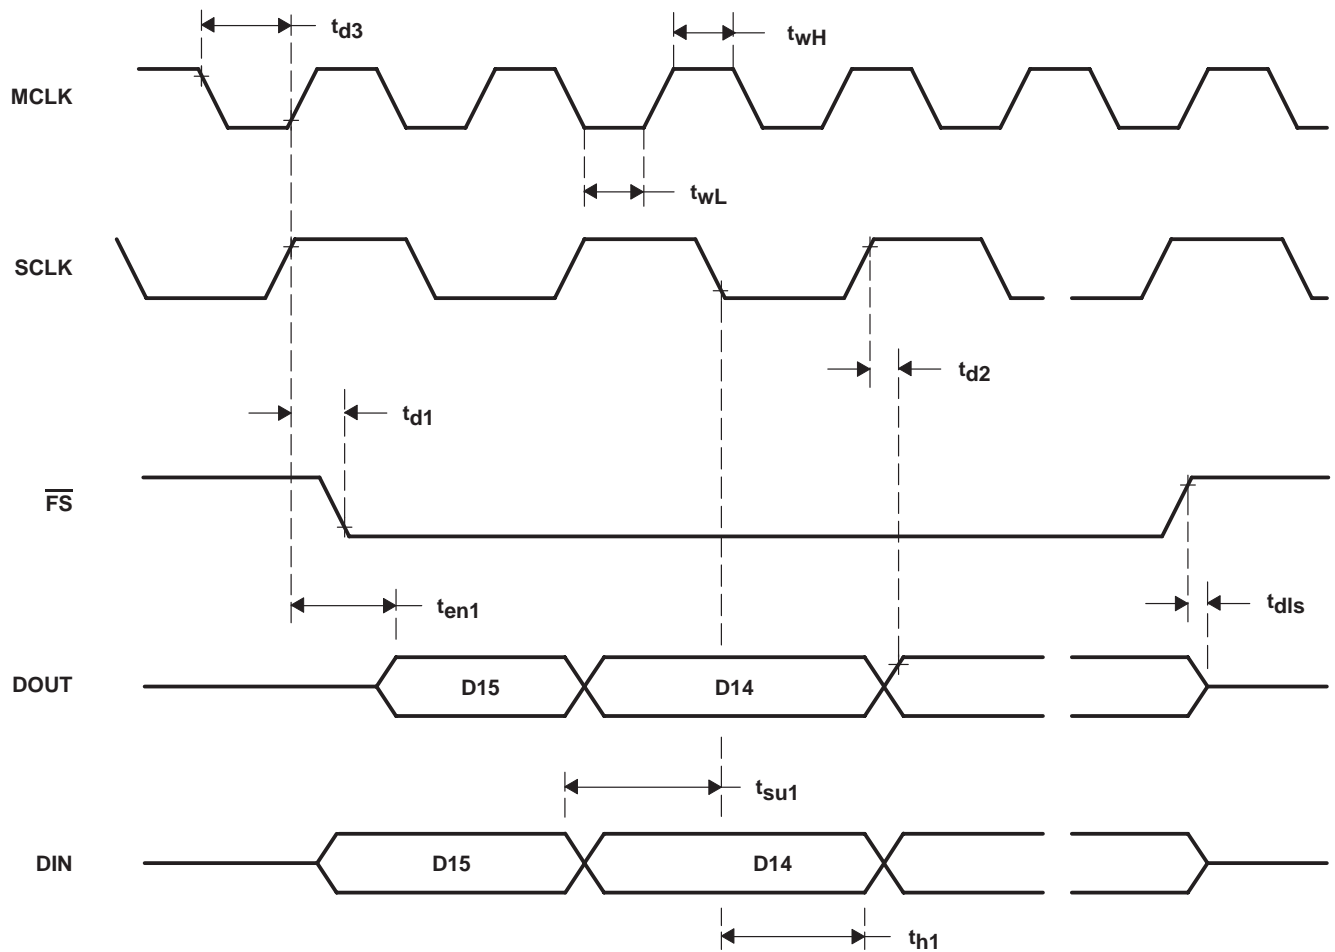 td3
twH
MCLK
twL
SCLK
td2
td1
FS
ten1
tdls
DOUT
D15
D14
tsu1
DIN
D15
D14
th1